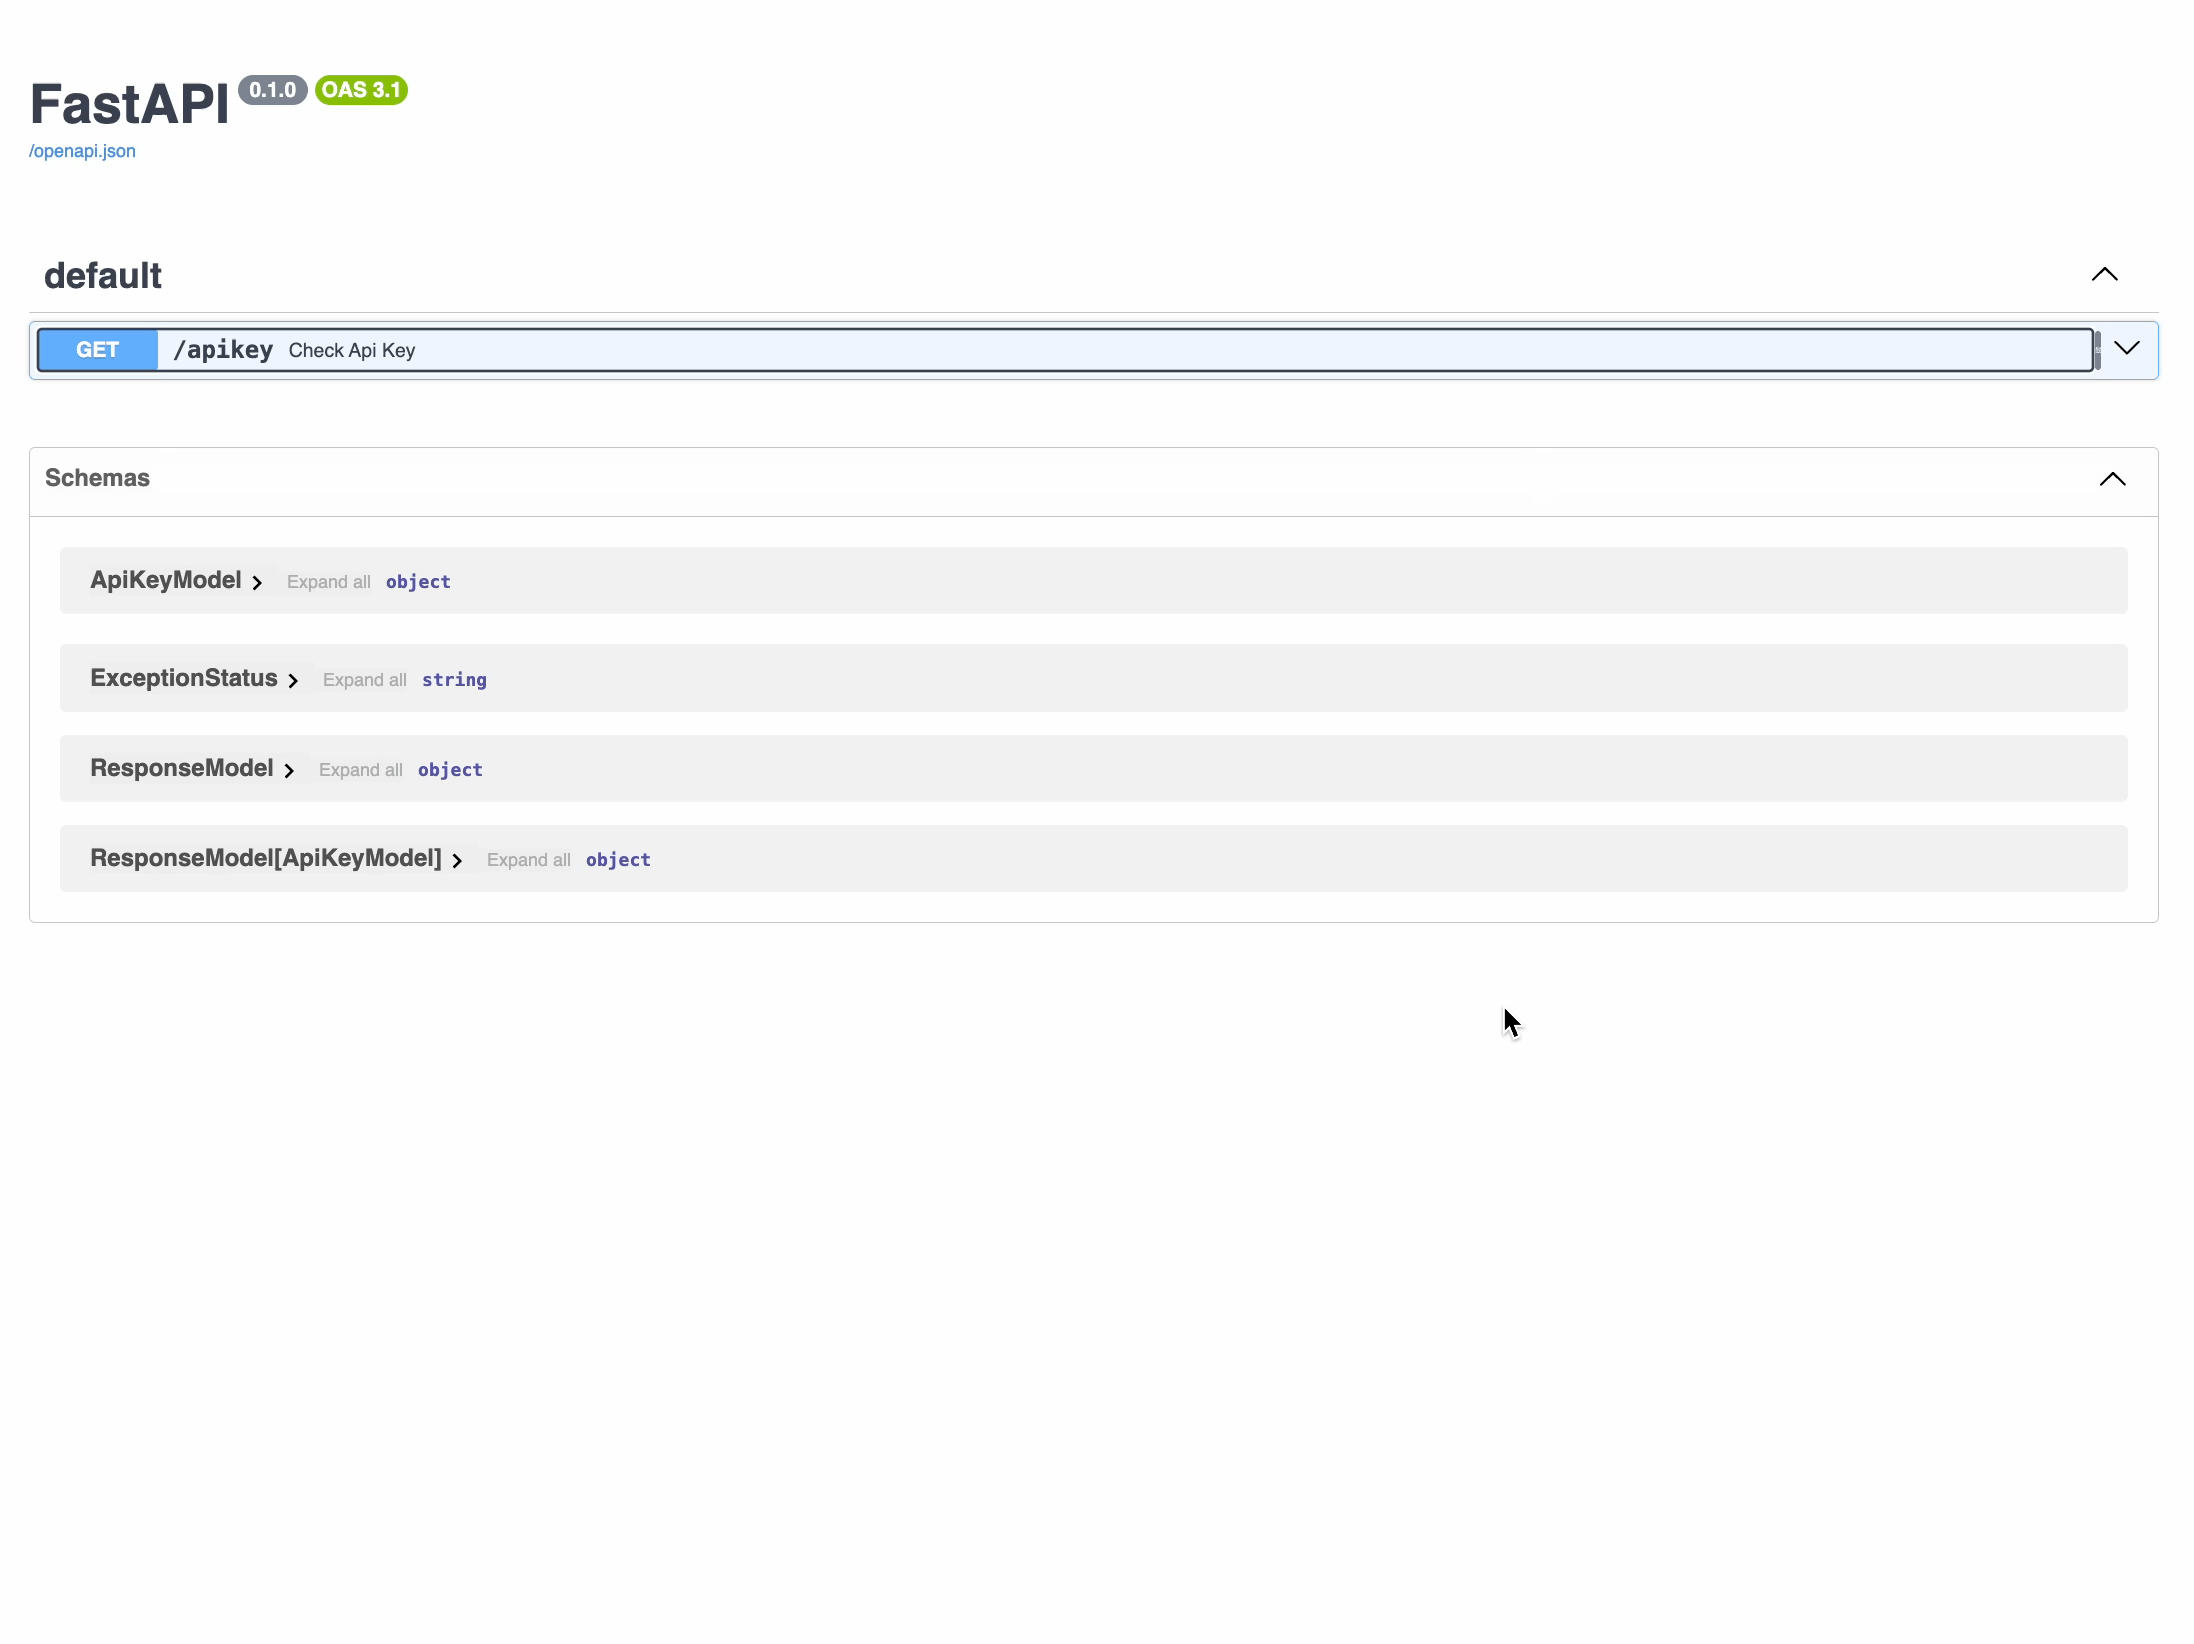 FastAPI 0.1.0 OAS 3.1
/openapi.json
default
GET /apikey Check Api Key
Schemas
ApiKeyModel Expand all object
ExceptionStatus Expand all string
ResponseModel Expand all object
ResponseModel[ApiKeyModel] Expand all object